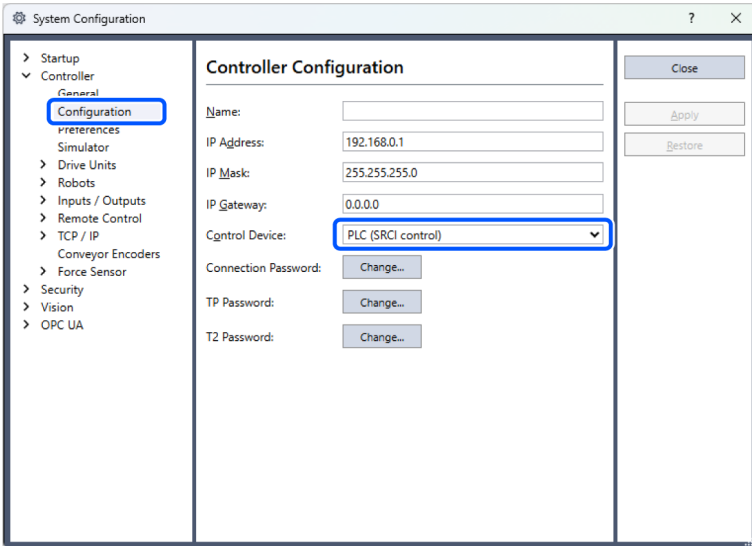 System Configuration
?
Startup
Controller
General
Configuration
Preferences
Simulator
Drive Units
Robots
Inputs / Outputs
Remote Control
TCP / IP
Conveyor Encoders
Force Sensor
Security
Vision
OPC UA
Controller Configuration
Name:
IP Address: 192.168.0.1
IP Mask: 255.255.255.0
IP Gateway: 0.0.0.0
Control Device: PLC (SRCI control)
Connection Password: Change...
TP Password: Change...
T2 Password: Change...
Close
Apply
Restore